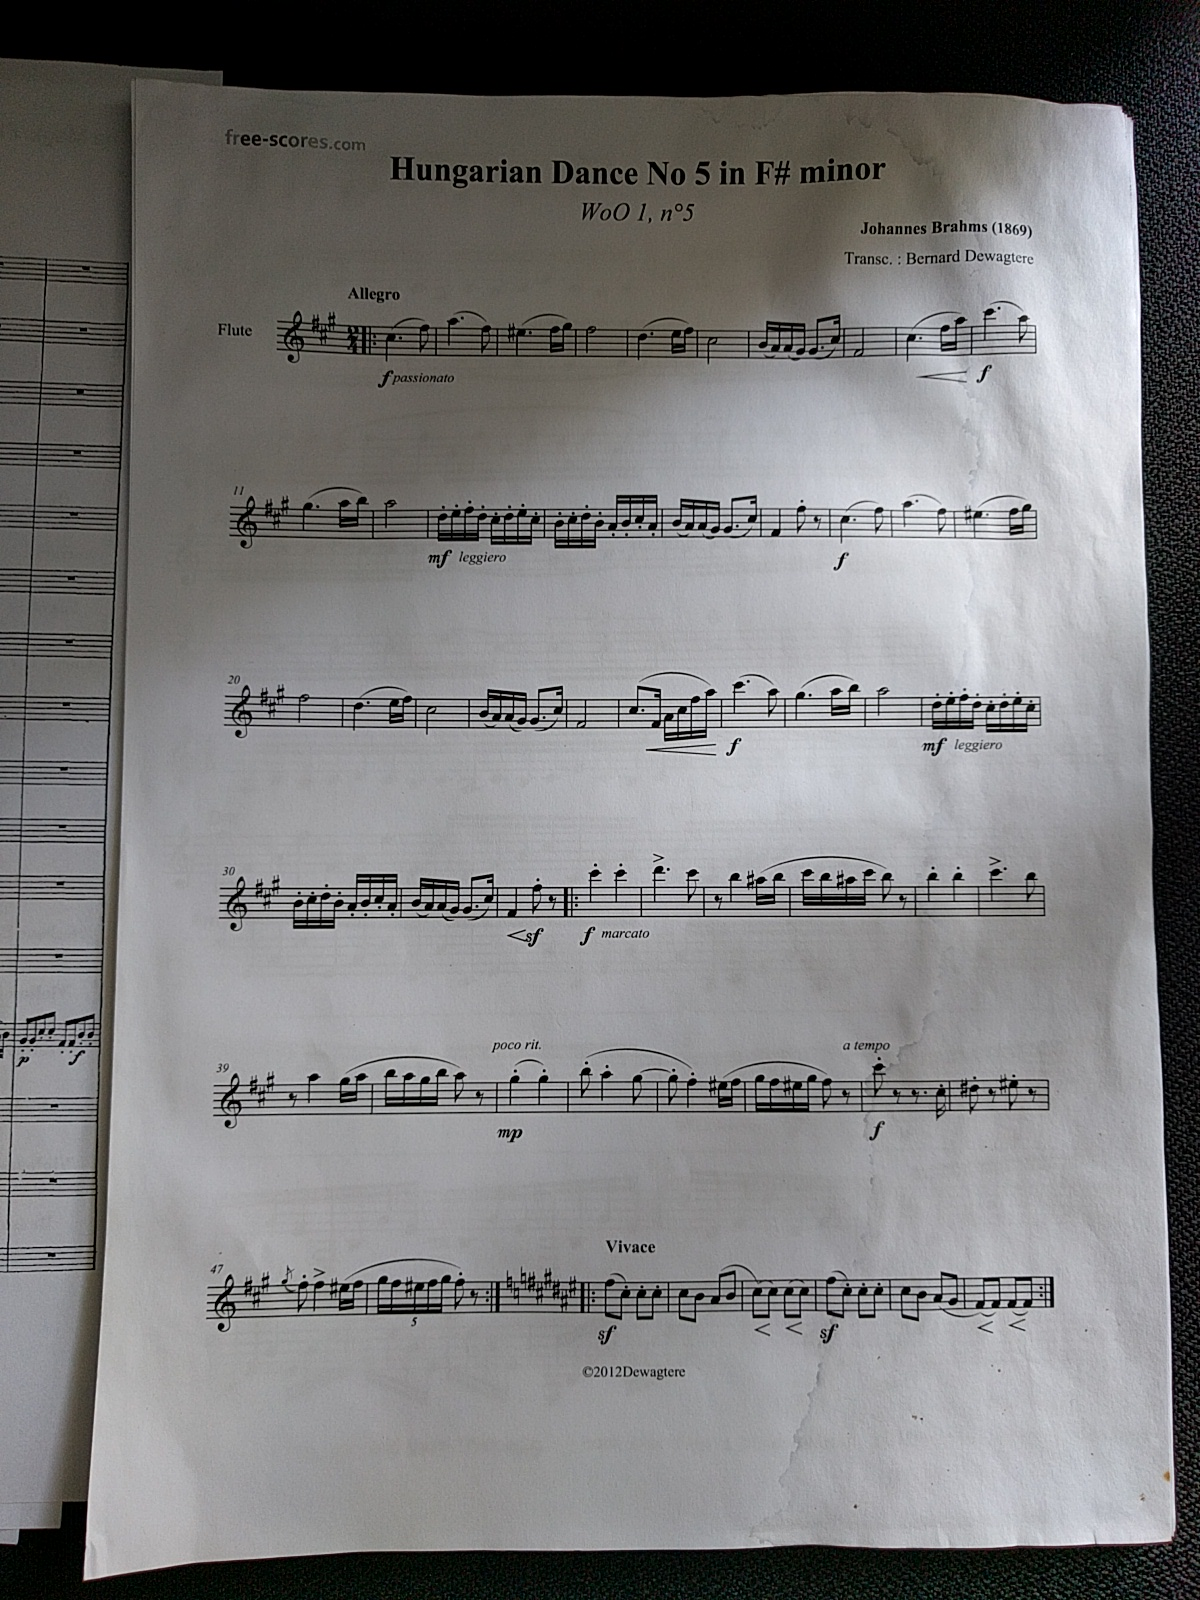 free-scores.com
Hungarian Dance No 5 in F# minor
WoO 1, n°5
Johannes Brahms (1869)
Transc. : Bernard Dewagtere
Allegro
Flute
f passionato
f
11
mf leggiero
f
20
f
mf leggiero
30
sf
f marcato
39
poco rit.
a tempo
mp
f
47
Vivace
5
sf
sf
©2012Dewagtere
p
f